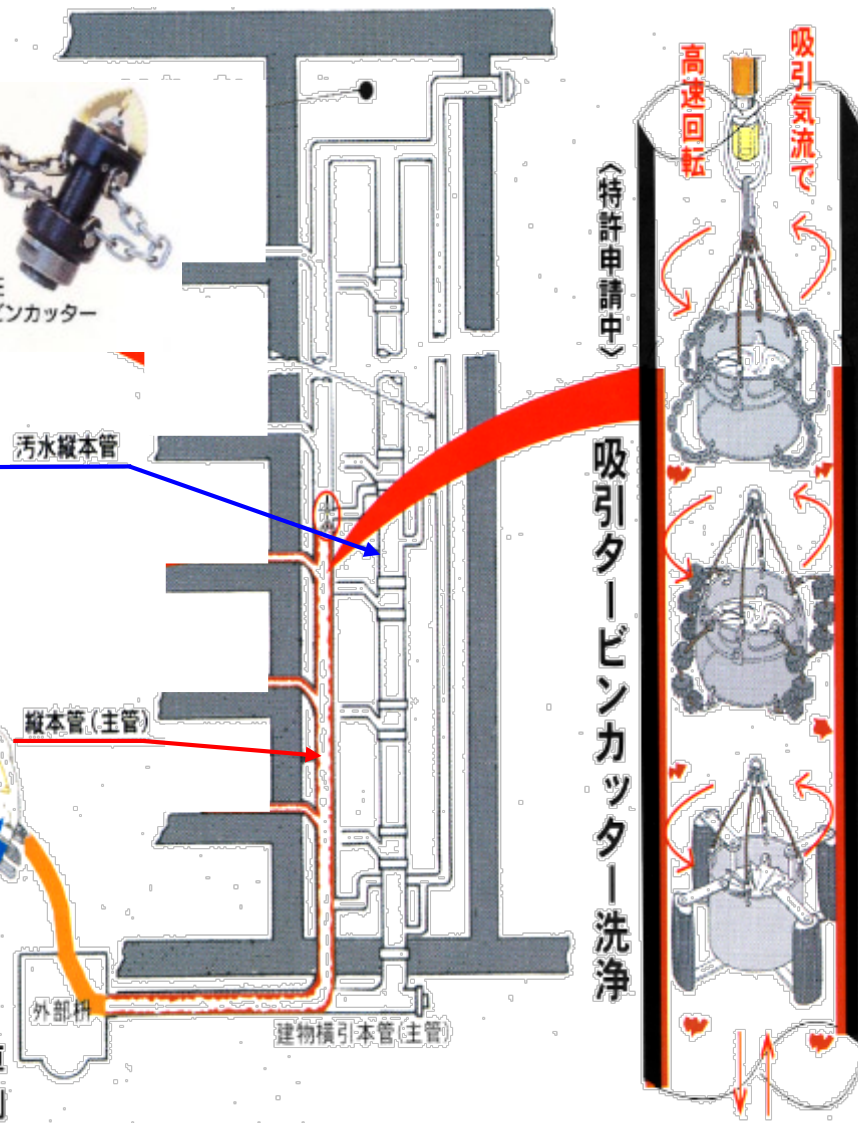 吸引気流で
高速回転
〈特許申請中〉
吸引タービンカッター洗浄
ビンカッター
汚水縦本管
縦本管(主管)
外部枡
建物横引本管(主管)